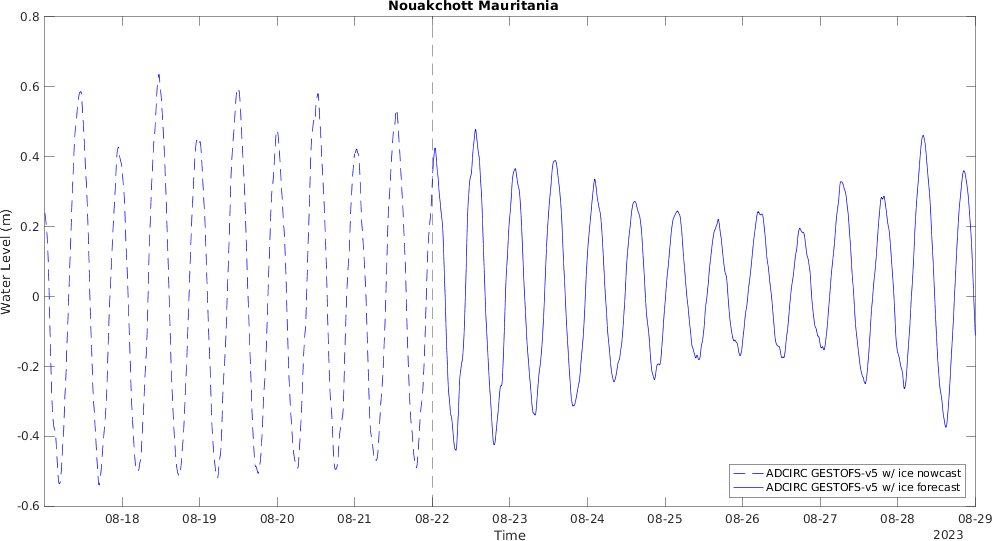 Nouakchott Mauritania
Water Level (m)
0.8
0.6
0.4
0.2
0
-0.2
-0.4
-0.6
ADCIRC GESTOFS-v5 w/ ice nowcast
ADCIRC GESTOFS-v5 w/ ice forecast
08-18 08-19 08-20 08-21 08-22 08-23 08-24 08-25 08-26 08-27 08-28 08-29
Time
2023